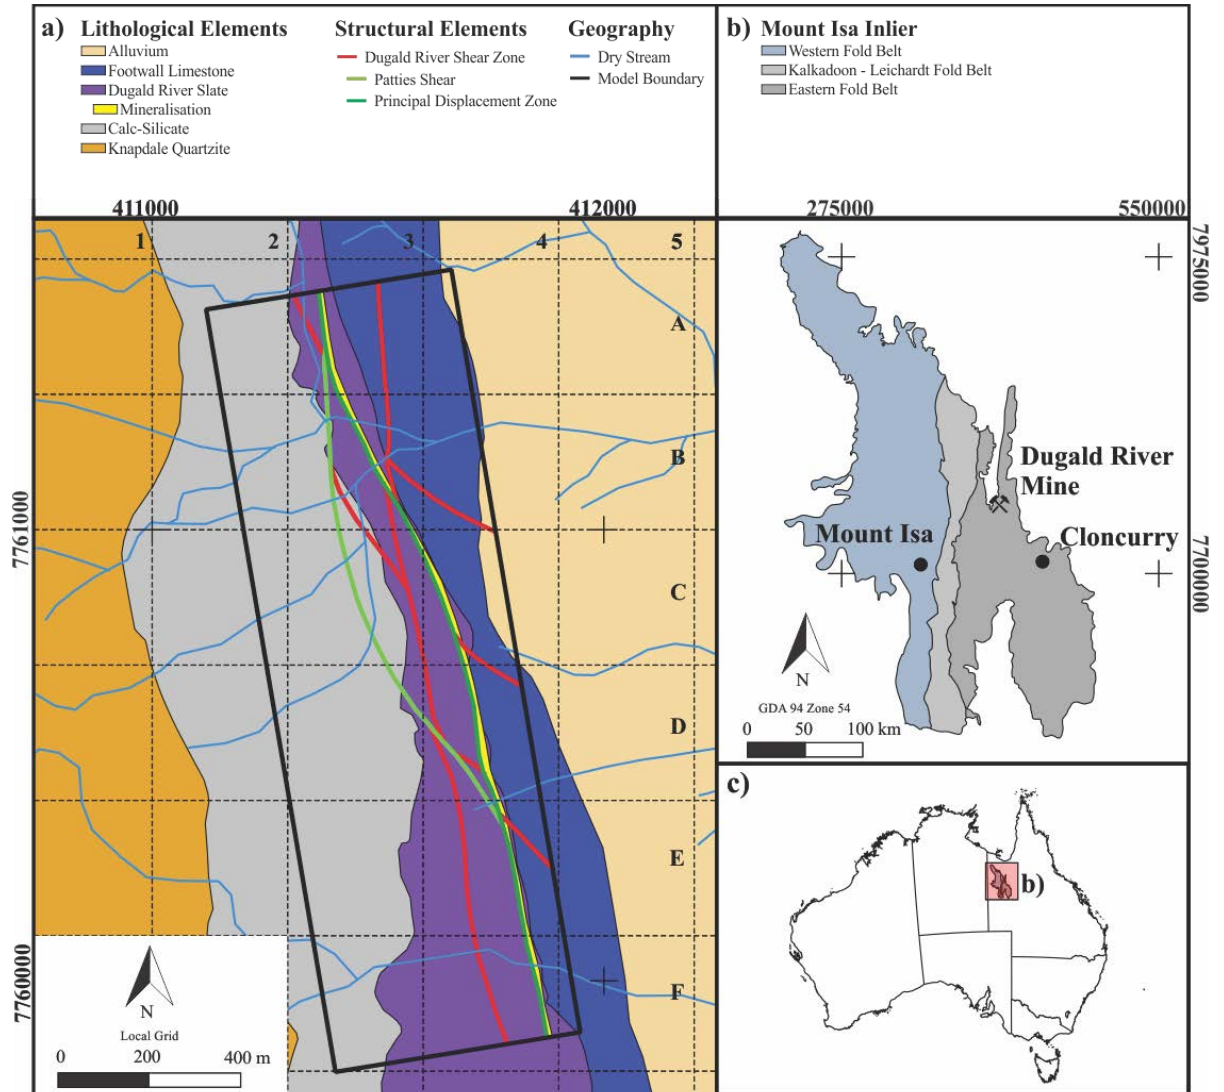 a)
Lithological Elements
Alluvium
Footwall Limestone
Dugald River Slate
Mineralisation
Calc-Silicate
Knapdale Quartzite
Structural Elements
Dugald River Shear Zone
Patties Shear
Principal Displacement Zone
Geography
Dry Stream
Model Boundary
411000
412000
1
2
3
4
5
A
B
C
D
E
F
7761000
7760000
N
Local Grid
0
200
400 m
b)
Mount Isa Inlier
Western Fold Belt
Kalkadoon - Leichardt Fold Belt
Eastern Fold Belt
275000
550000
7975000
7700000
Dugald River
Mine
Mount Isa
Cloncurry
N
GDA 94 Zone 54
0
50
100 km
c)
b)